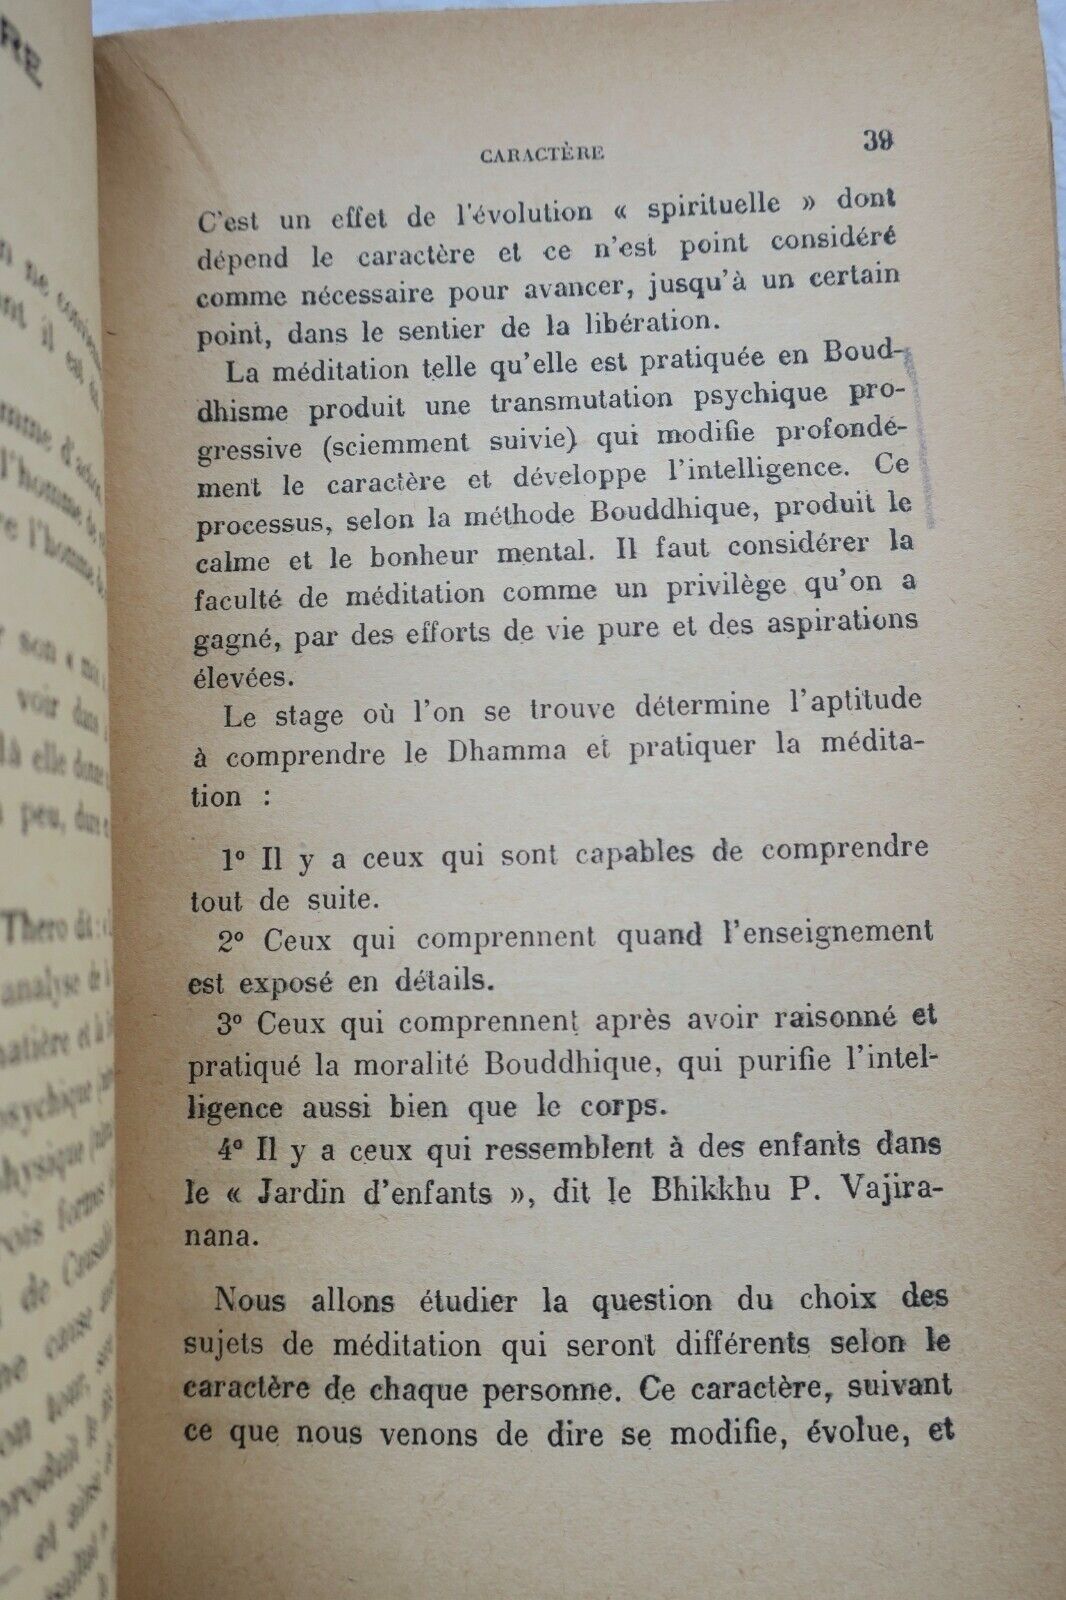 RE
CARACTÈRE 39
C'est un effet de l'évolution « spirituelle » dont
dépend le caractère et ce n'est point considéré
comme nécessaire pour avancer, jusqu'à un certain
point, dans le sentier de la libération.
La méditation telle qu'elle est pratiquée en Boud-
dhisme produit une transmutation psychique pro-
gressive (sciemment suivie) qui modifie profondé-
ment le caractère et développe l'intelligence. Ce
processus, selon la méthode Bouddhique, produit le
calme et le bonheur mental. Il faut considérer la
faculté de méditation comme un privilège qu'on a
gagné, par des efforts de vie pure et des aspirations
élevées.
Le stage où l'on se trouve détermine l'aptitude
à comprendre le Dhamma et pratiquer la médita-
tion :
1º Il y a ceux qui sont capables de comprendre
tout de suite.
2º Ceux qui comprennent quand l'enseignement
est exposé en détails.
3º Ceux qui comprennent après avoir raisonné et
pratiqué la moralité Bouddhique, qui purifie l'intel-
ligence aussi bien que le corps.
4º Il y a ceux qui ressemblent à des enfants dans
le « Jardin d'enfants », dit le Bhikkhu P. Vajira-
nana.
Nous allons étudier la question du choix des
sujets de méditation qui seront différents selon le
caractère de chaque personne. Ce caractère, suivant
ce que nous venons de dire se modifie, évolue, et